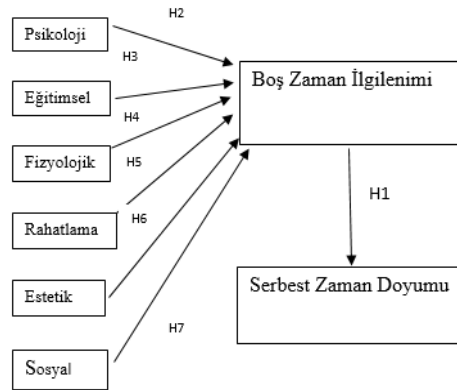 H2
Psikoloji
H3
Boş Zaman İlgilenimi
Eğitimsel
H4
Fizyolojik
H5
H1
Rahatlama
H6
Serbest Zaman Doyumu
Estetik
H7
Sosyal